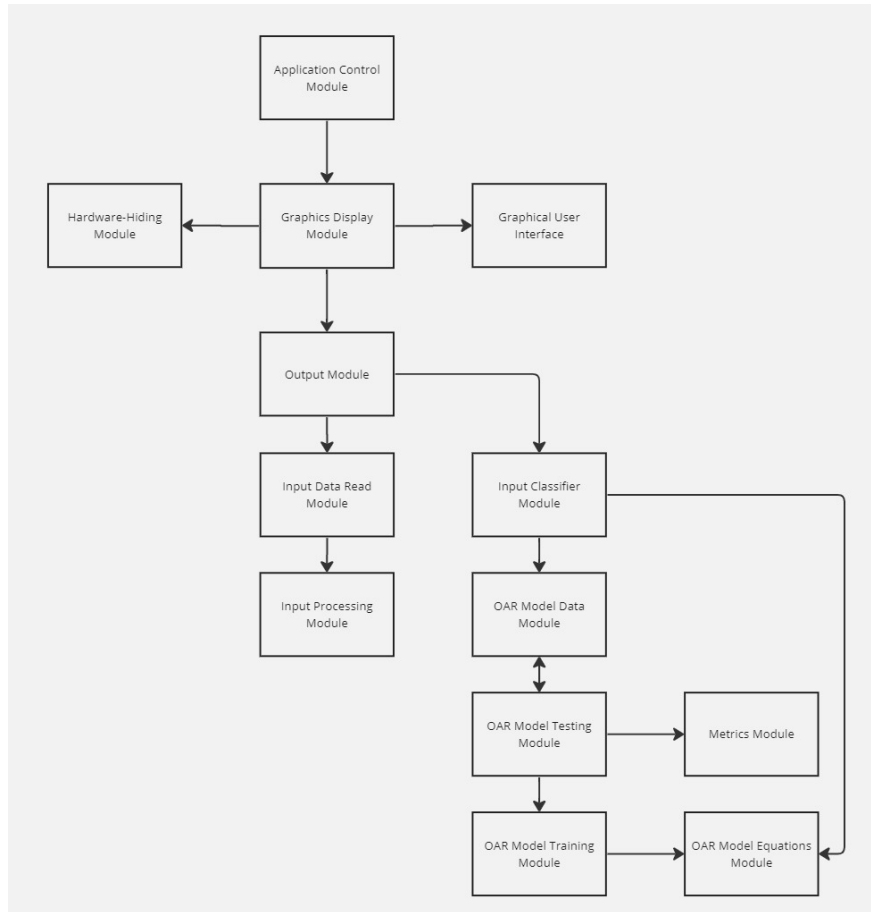 Application Control
Module
Hardware-Hiding
Module
Graphics Display
Module
Graphical User
Interface
Output Module
Input Data Read
Module
Input Classifier
Module
Input Processing
Module
OAR Model Data
Module
OAR Model Testing
Module
Metrics Module
OAR Model Training
Module
OAR Model Equations
Module